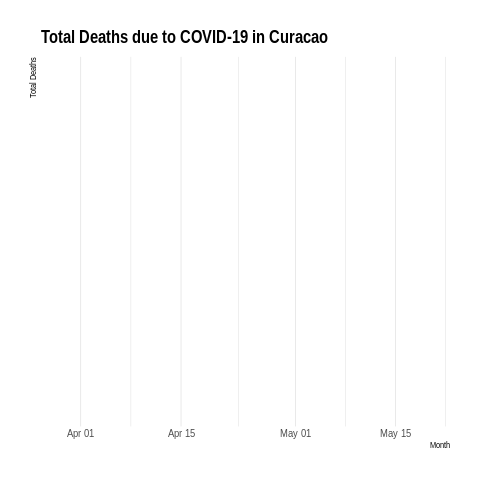 Total Deaths due to COVID-19 in Curacao
Total Deaths
Apr 01
Apr 15
May 01
May 15
Month